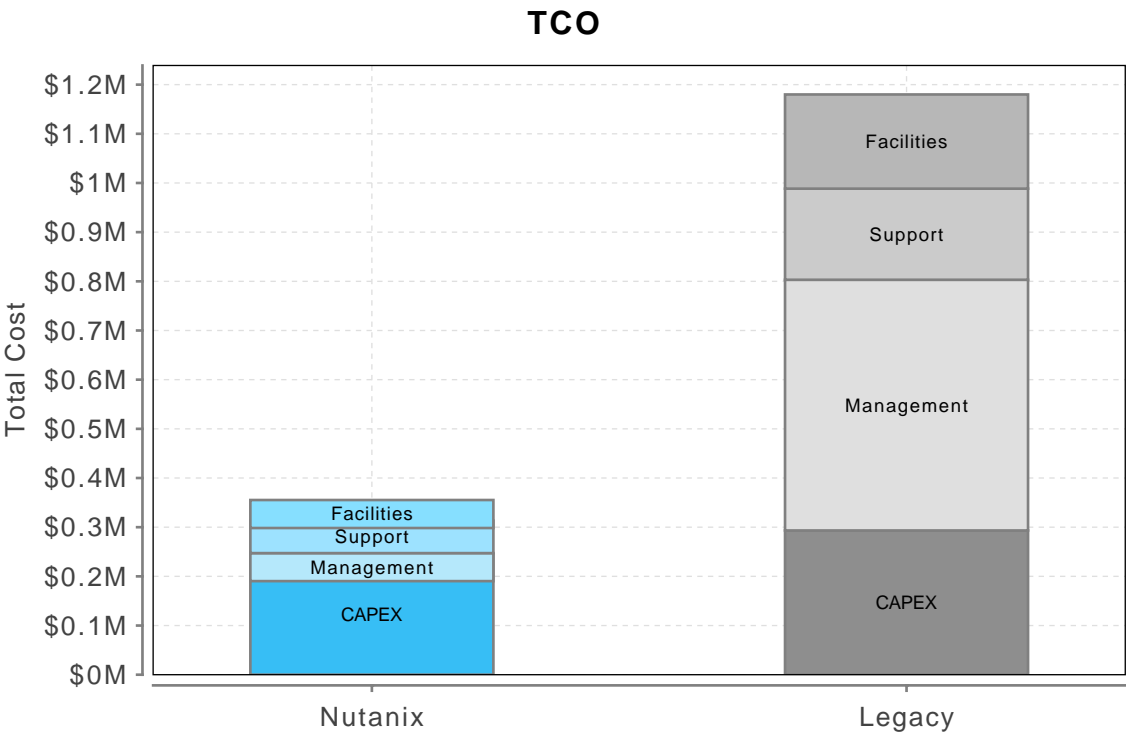 TCO
Total Cost
$1.2M
$1.1M
$1M
$0.9M
$0.8M
$0.7M
$0.6M
$0.5M
$0.4M
$0.3M
$0.2M
$0.1M
$0M
Facilities
Support
Management
CAPEX
Facilities
Support
Management
CAPEX
Nutanix
Legacy